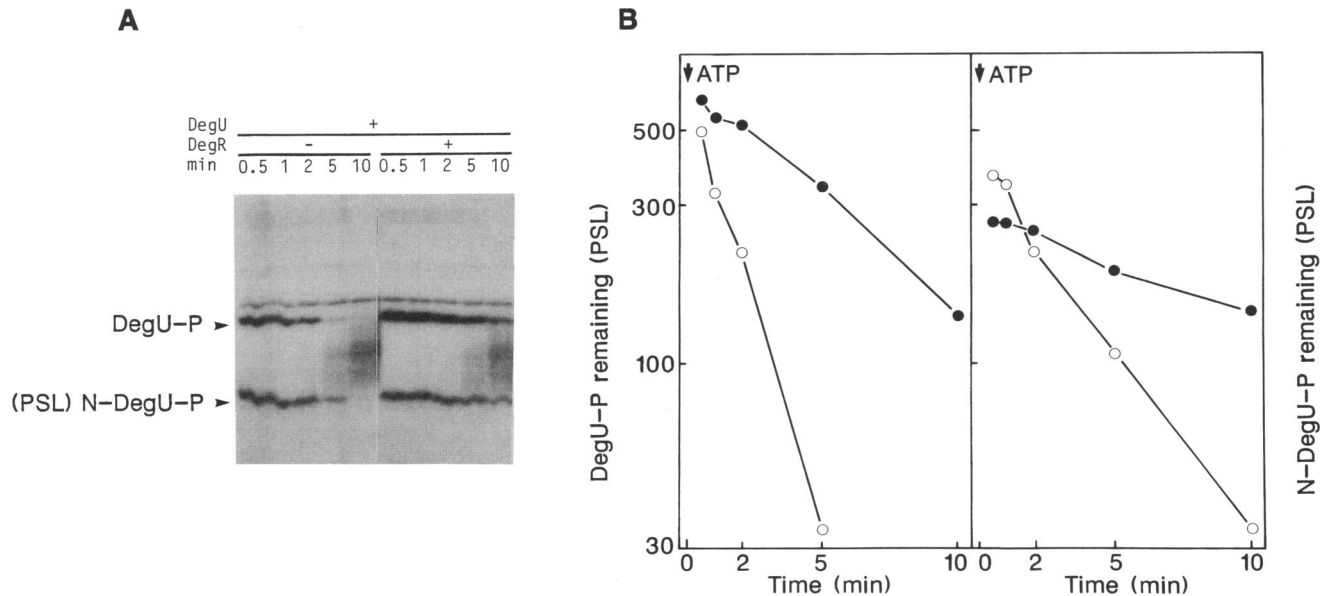 A
DegU +
DegR - +
min 0.5 1 2 5 10 0.5 1 2 5 10
DegU-P
(PSL) N-DegU-P
B
DegU-P remaining (PSL)
ATP
500
300
100
30
0 2 5 10
Time (min)
ATP
0 2 5 10
Time (min)
N-DegU-P remaining (PSL)